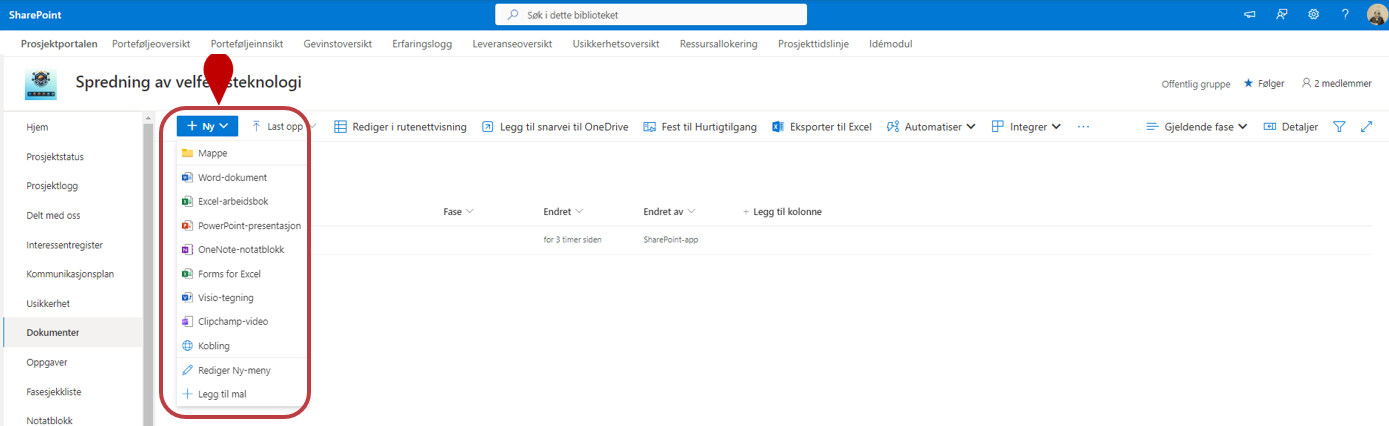 SharePoint
Søk i dette biblioteket
?
Prosjektportalen Porteføljeoversikt Porteføljeinnsikt Gevinstoversikt Erfaringslogg Leveranseoversikt Usikkerhetsoversikt Ressursallokering Prosjekttidslinje Idémodul
Spredning av velfe steknologi
Offentlig gruppe ★ Følger 2 medlemmer
Hjem
Prosjektstatus
Prosjektlogg
Delt med oss
Interessentregister
Kommunikasjonsplan
Usikkerhet
Dokumenter
Oppgaver
Fasesjekkliste
Notatblokk
+ Ny Last opp Rediger i rutenettvisning Legg til snarvei til OneDrive Fest til Hurtigtilgang Eksporter til Excel Automatiser Integrer ··· Gjeldende fase Detaljer
Mappe
Word-dokument
Excel-arbeidsbok
PowerPoint-presentasjon
OneNote-notatblokk
Forms for Excel
Visio-tegning
Clipchamp-video
Kobling
Rediger Ny-meny
+ Legg til mal
Fase Endret Endret av + Legg til kolonne
for 3 timer siden SharePoint-app